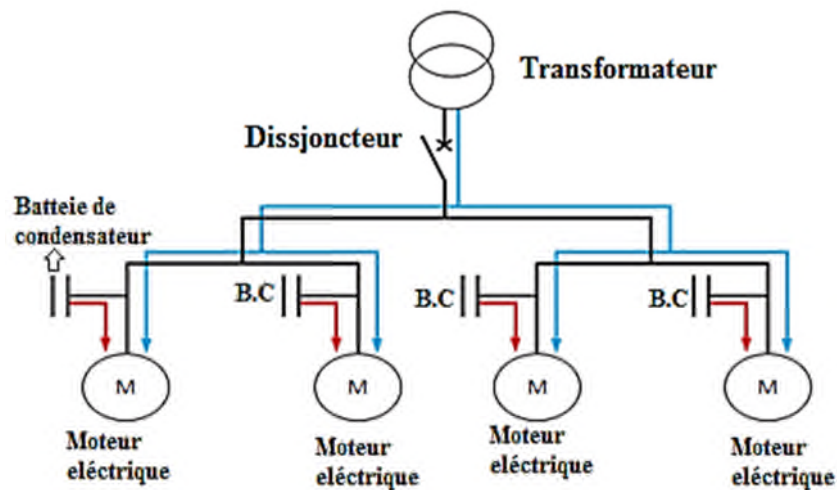 Transformateur
Dissjoncteur
Batteie de
condensateur
B.C
B.C
B.C
M
M
M
M
Moteur
eléctrique
Moteur
eléctrique
Moteur
eléctrique
Moteur
eléctrique